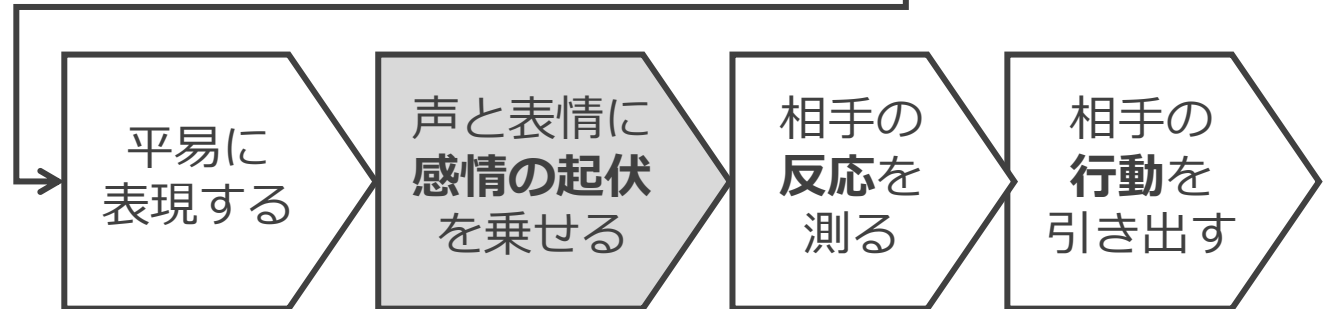 平易に
表現する
声と表情に
感情の起伏
を乗せる
相手の
反応を
測る
相手の
行動を
引き出す